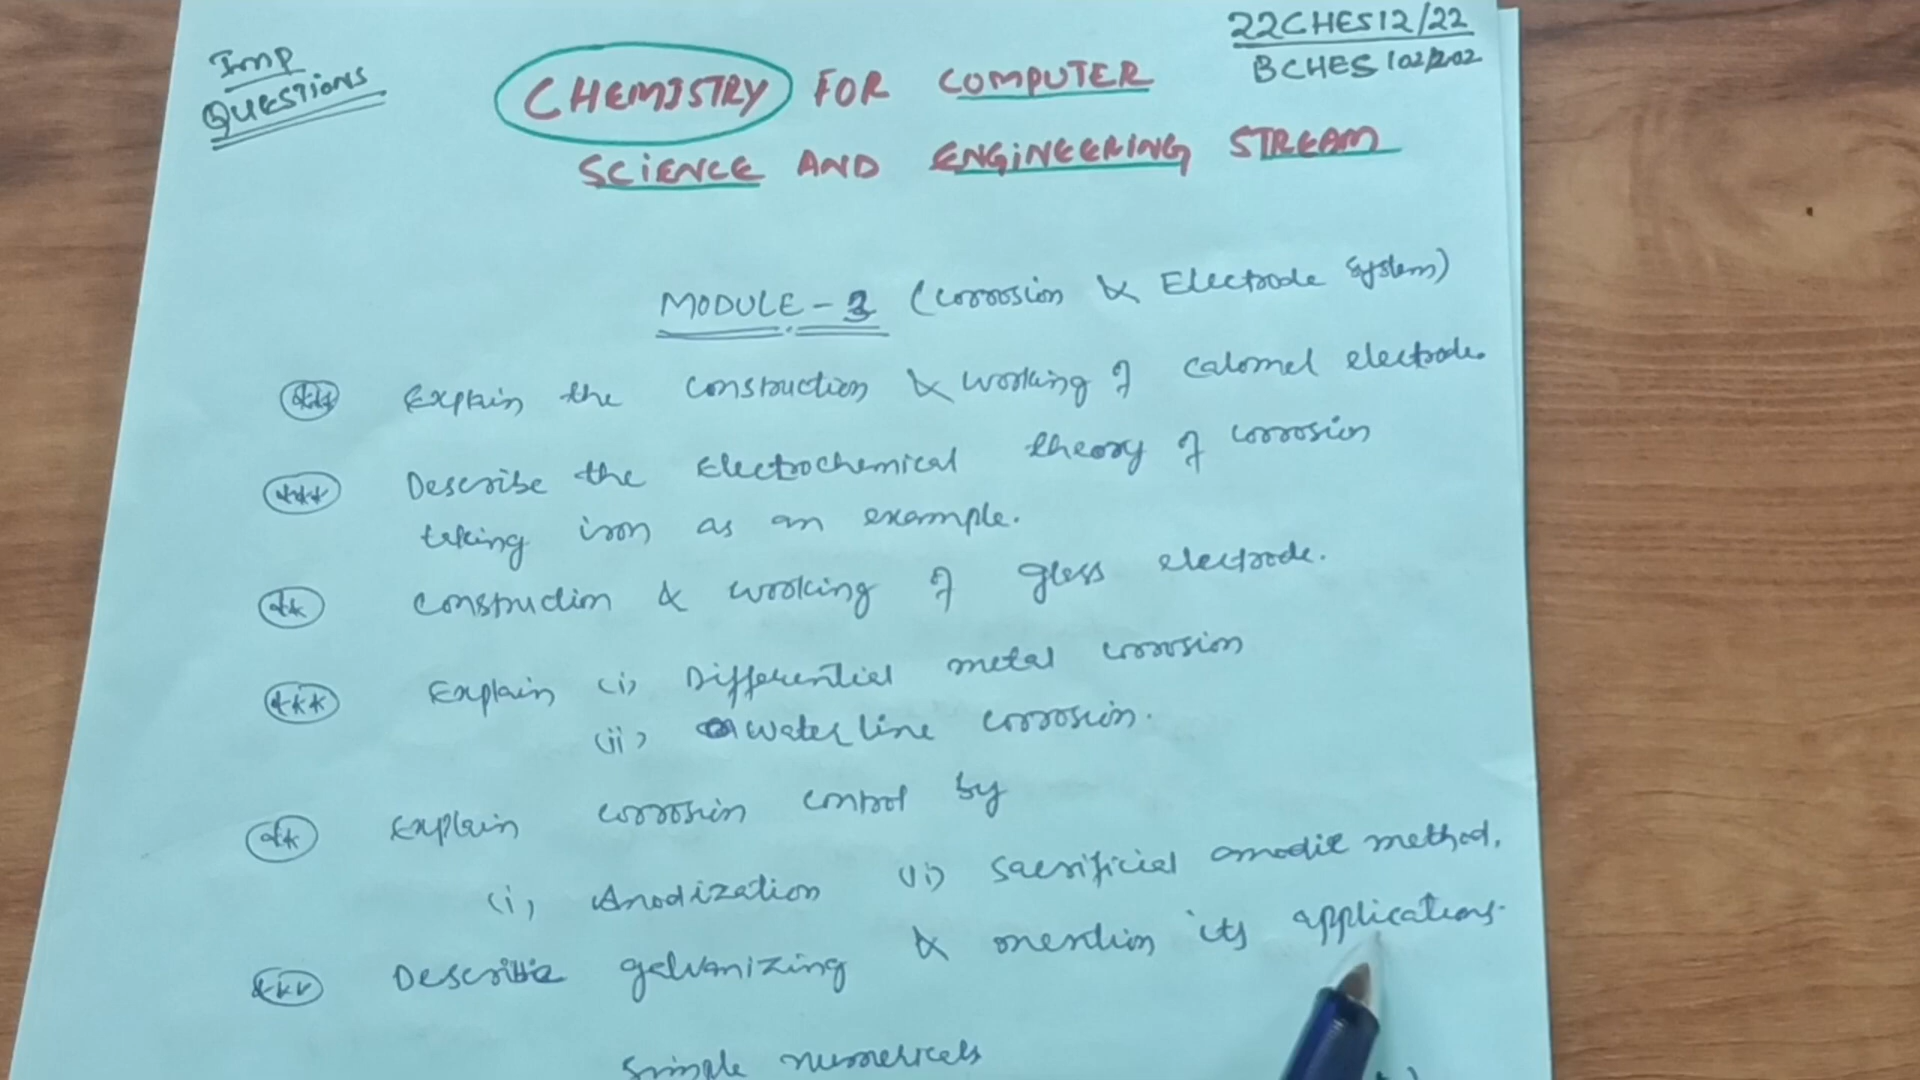 Imp
QUESTIONS
22CHES12/22
BCHES 102/202
CHEMISTRY FOR COMPUTER
SCIENCE AND ENGINEERING STREAM
MODULE - 3 (Corrosion & Electrode System)
*** Explain the construction & working of calomel electrode.
*** Describe the Electrochemical theory of corrosion
taking iron as an example.
** Construction & working of glass electrode.
*** Explain (i) Differential metal corrosion
(ii) waterline corrosion.
** Explain corrosion control by
(i) Anodization (ii) Sacrificial anodic method.
*** Describe galvanizing & mention its applications.
Simple numericals